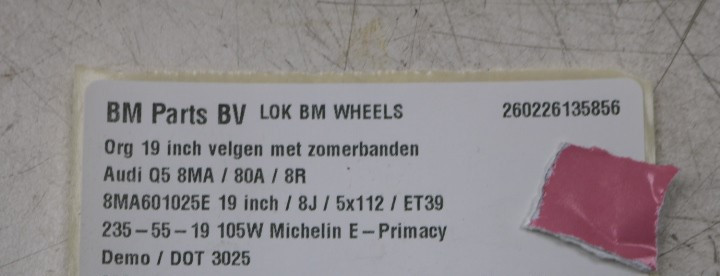 BM Parts BV LOK BM WHEELS 260226135856
Org 19 inch velgen met zomerbanden
Audi Q5 8MA / 80A / 8R
8MA601025E 19 inch / 8J / 5x112 / ET39
235-55-19 105W Michelin E-Primacy
Demo / DOT 3025